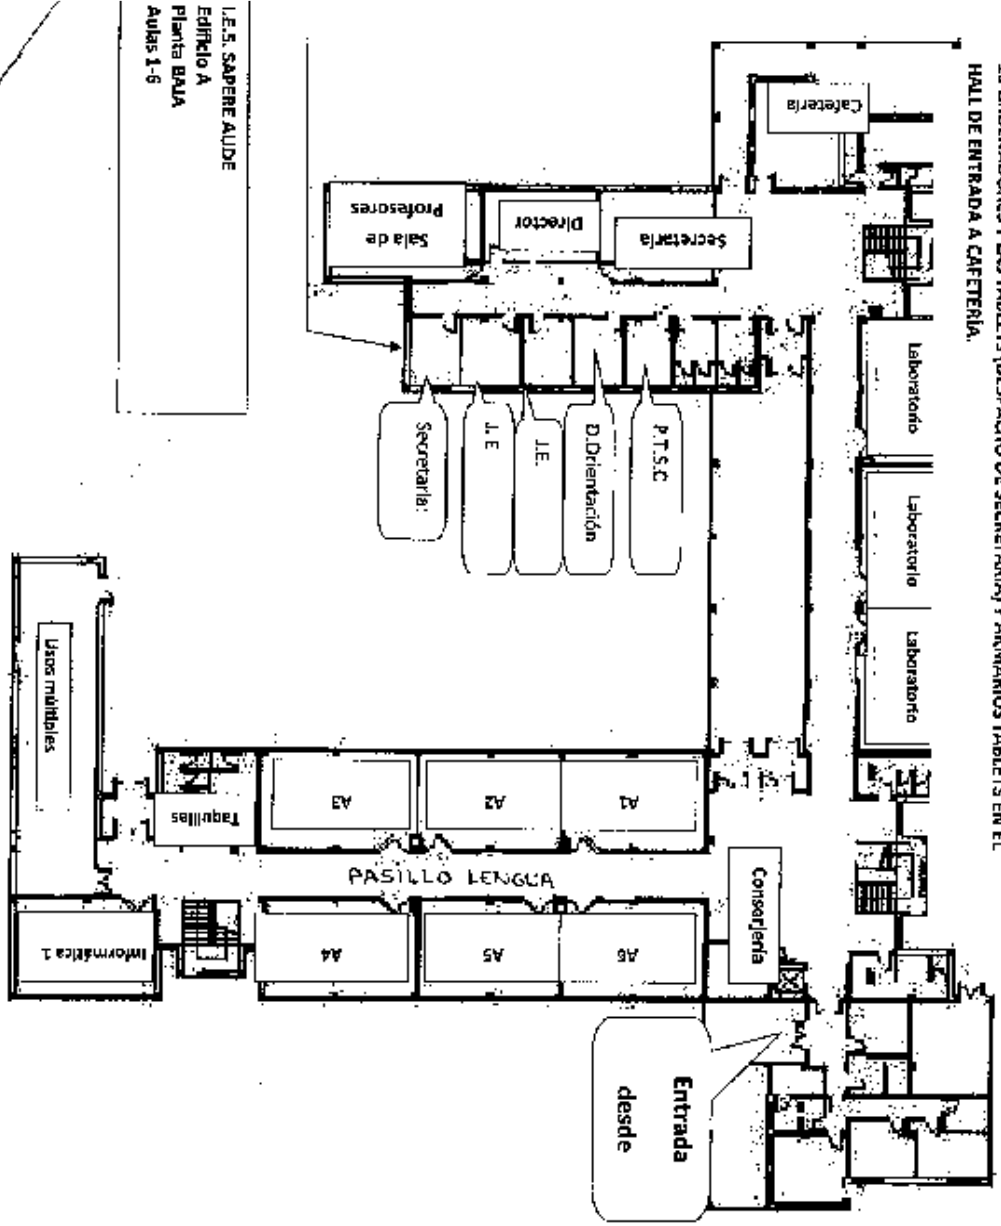 HALL DE ENTRADA A CAFETERÍA.
I.E.S. SAPERE AUDE
Edificio A
Planta BAJA
Aulas 1-6
Cafetería
Secretaría
Director
Sala de
Profesores
Laboratorio
Laboratorio
Laboratorio
P.T.S.C
D.Orientación
J.E.
J. E
Secretaria:
Usos múltiples
Taquillas
A3
A2
A1
PASILLO LENGUA
Conserjería
Informática 1
A4
A5
A6
Entrada
desde